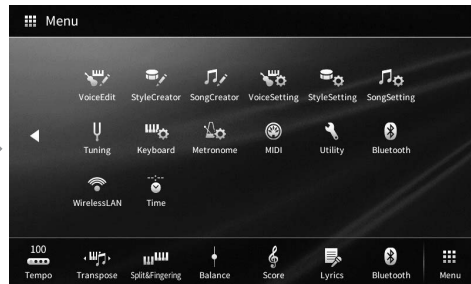 Menu
VoiceEdit StyleCreator SongCreator VoiceSetting StyleSetting SongSetting
Tuning Keyboard Metronome MIDI Utility Bluetooth
WirelessLAN Time
100
Tempo Transpose Split&Fingering Balance Score Lyrics Bluetooth Menu